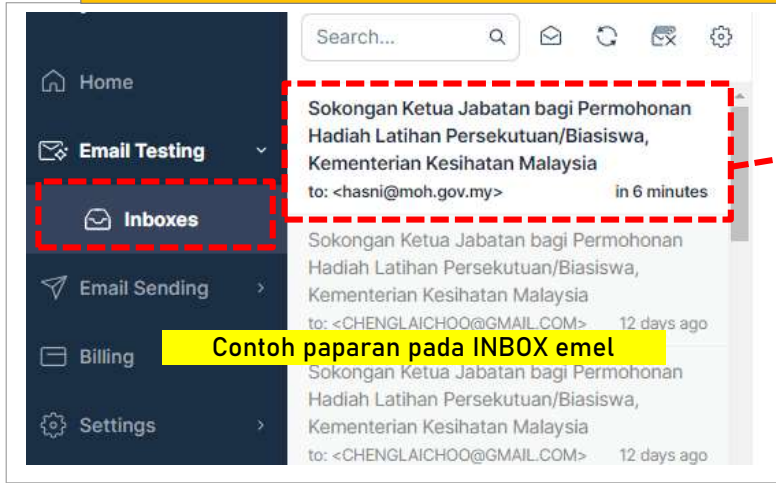 Home
Email Testing
Inboxes
Email Sending
Billing
Settings
Search...
Sokongan Ketua Jabatan bagi Permohonan
Hadiah Latihan Persekutuan/Biasiswa,
Kementerian Kesihatan Malaysia
to: <hasni@moh.gov.my> in 6 minutes
Sokongan Ketua Jabatan bagi Permohonan
Hadiah Latihan Persekutuan/Biasiswa,
Kementerian Kesihatan Malaysia
to: <CHENGLAICHOO@GMAIL.COM> 12 days ago
Contoh paparan pada INBOX emel
Sokongan Ketua Jabatan bagi Permohonan
Hadiah Latihan Persekutuan/Biasiswa,
Kementerian Kesihatan Malaysia
to: <CHENGLAICHOO@GMAIL.COM> 12 days ago